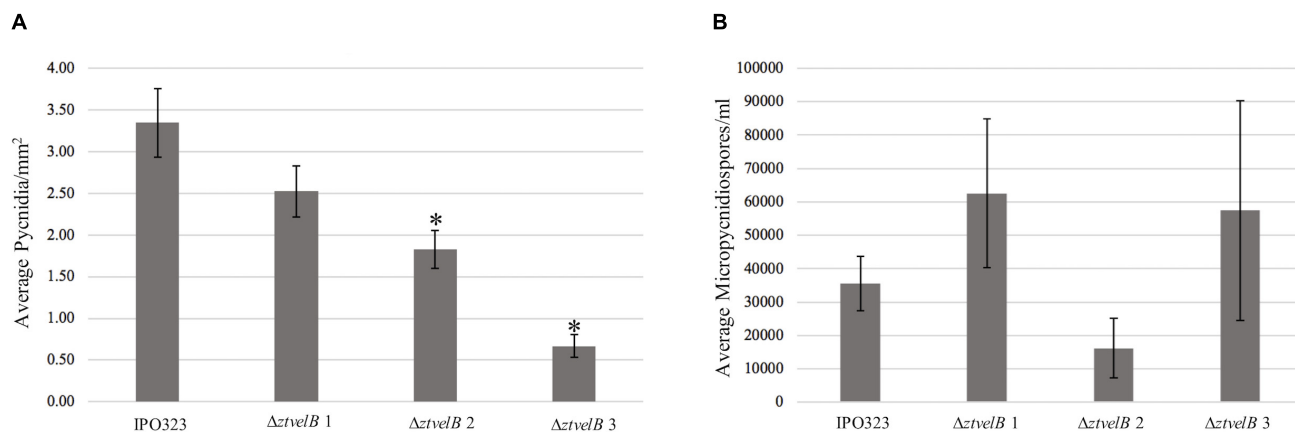 A
Average Pycnidia/mm²
4.00
3.50
3.00
2.50
2.00
1.50
1.00
0.50
0.00
*
*
IPO323
ΔztvelB 1
ΔztvelB 2
ΔztvelB 3
B
Average Micropycnidiospores/ml
100000
90000
80000
70000
60000
50000
40000
30000
20000
10000
0
IPO323
ΔztvelB 1
ΔztvelB 2
ΔztvelB 3